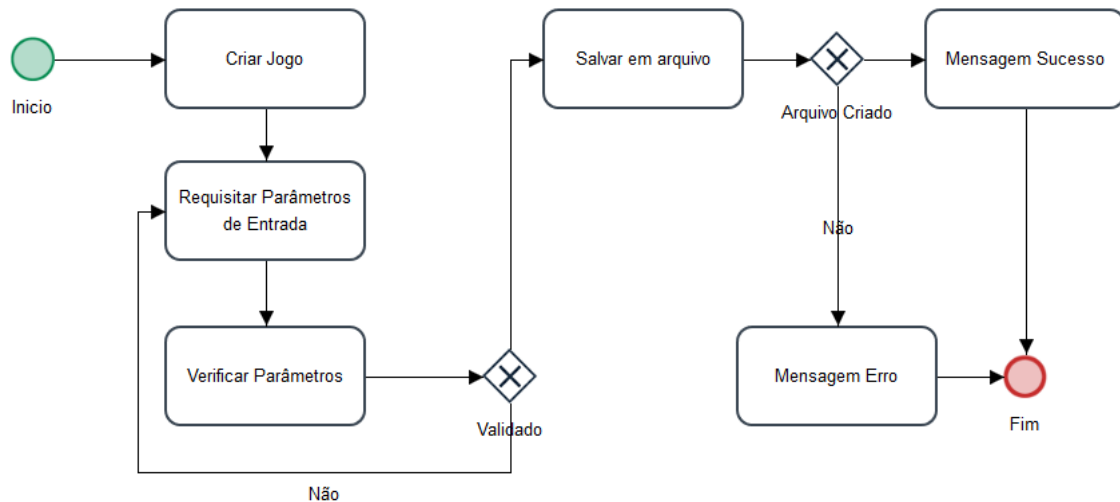 Criar Jogo
Salvar em arquivo
Mensagem Sucesso
Inicio
Arquivo Criado
Requisitar Parâmetros
de Entrada
Não
Verificar Parâmetros
Mensagem Erro
Validado
Fim
Não